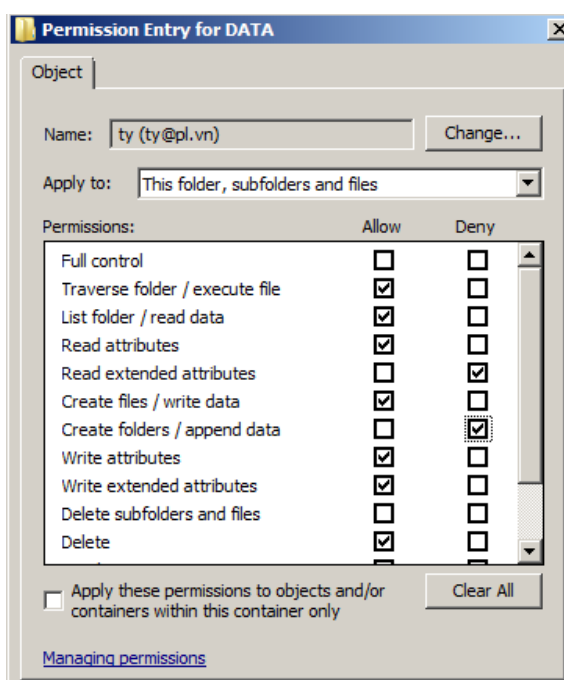 Permission Entry for DATA
Object
Name: ty (ty@pl.vn) Change...
Apply to: This folder, subfolders and files
Permissions: Allow Deny
Full control
Traverse folder / execute file
List folder / read data
Read attributes
Read extended attributes
Create files / write data
Create folders / append data
Write attributes
Write extended attributes
Delete subfolders and files
Delete
Apply these permissions to objects and/or
containers within this container only
Clear All
Managing permissions